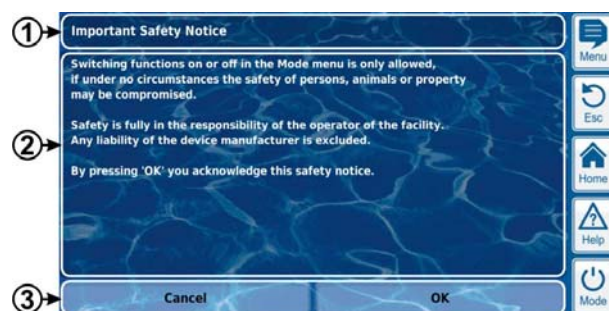 1
Important Safety Notice
Menu
Switching functions on or off in the Mode menu is only allowed,
if under no circumstances the safety of persons, animals or property
may be compromised.
Esc
2
Safety is fully in the responsibility of the operator of the facility.
Any liability of the device manufacturer is excluded.
By pressing 'OK' you acknowledge this safety notice.
Home
Help
3
Cancel
OK
Mode